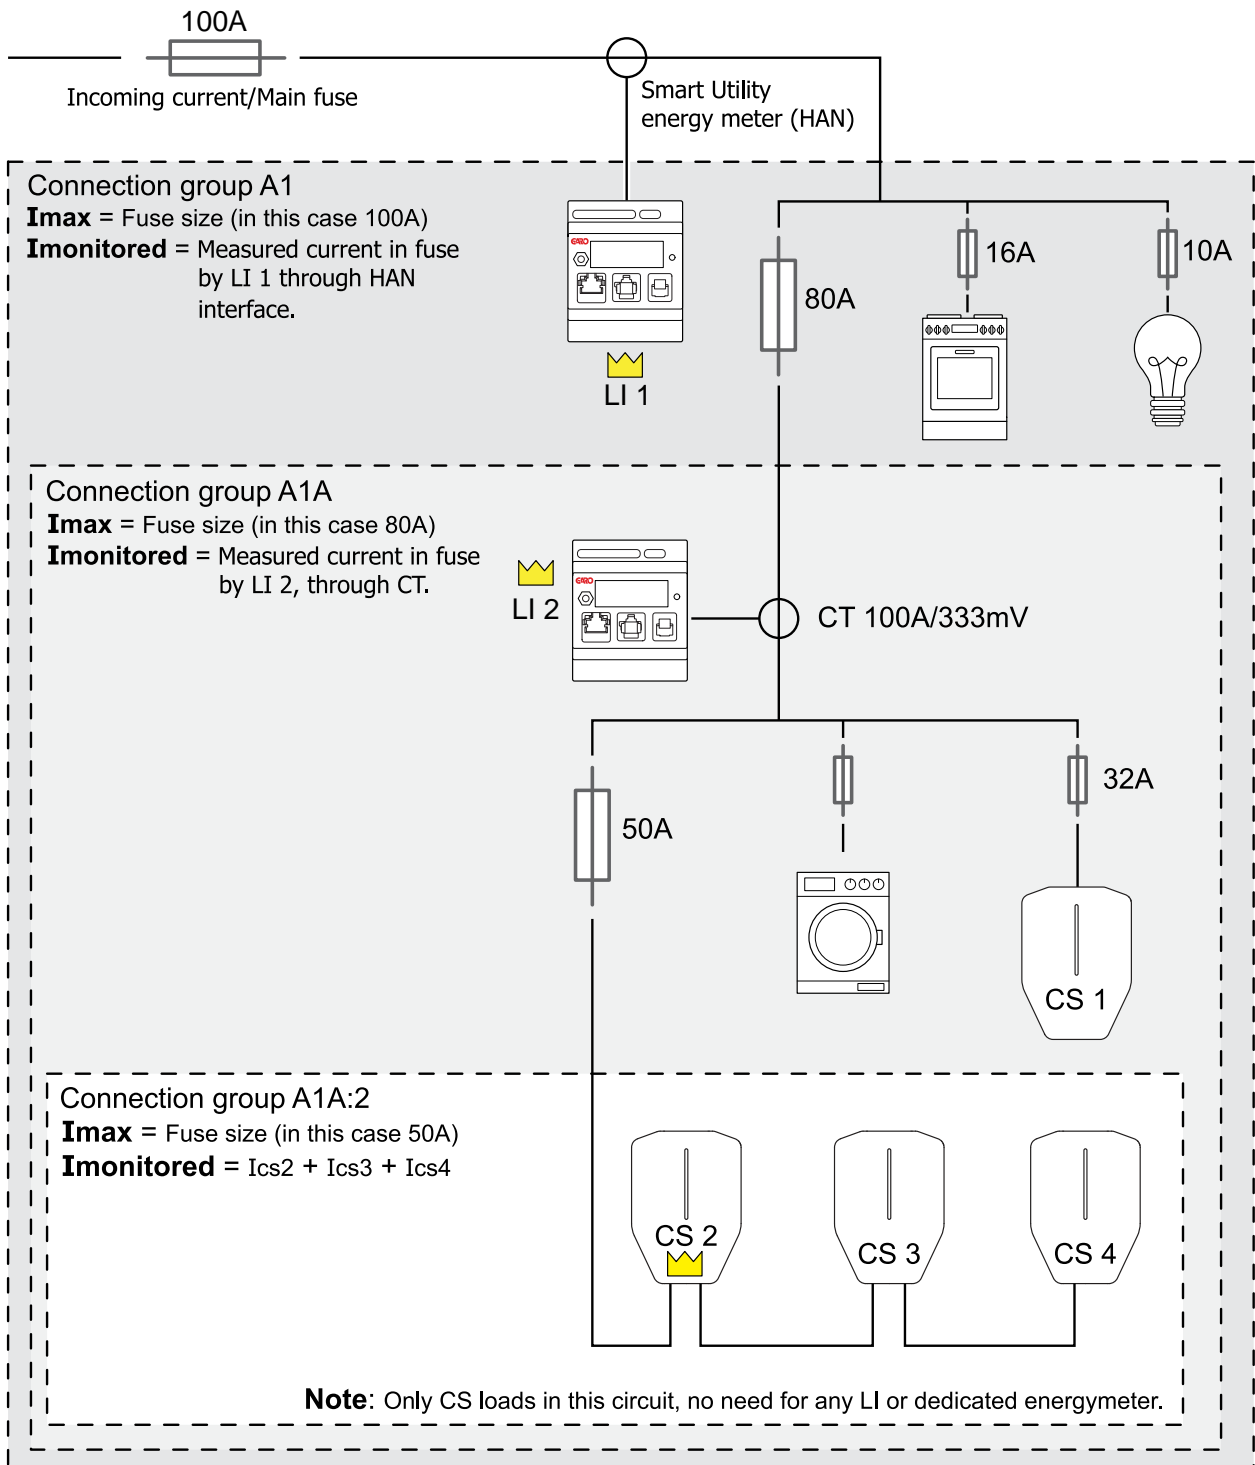 100A
Incoming current/Main fuse
Smart Utility
energy meter (HAN)
Connection group A1
Imax = Fuse size (in this case 100A)
Imonitored = Measured current in fuse
by LI 1 through HAN
interface.
GARO
LI 1
80A
16A
10A
Connection group A1A
Imax = Fuse size (in this case 80A)
Imonitored = Measured current in fuse
by LI 2, through CT.
LI 2
GARO
CT 100A/333mV
50A
32A
CS 1
Connection group A1A:2
Imax = Fuse size (in this case 50A)
Imonitored = Ics2 + Ics3 + Ics4
CS 2
CS 3
CS 4
Note: Only CS loads in this circuit, no need for any LI or dedicated energymeter.